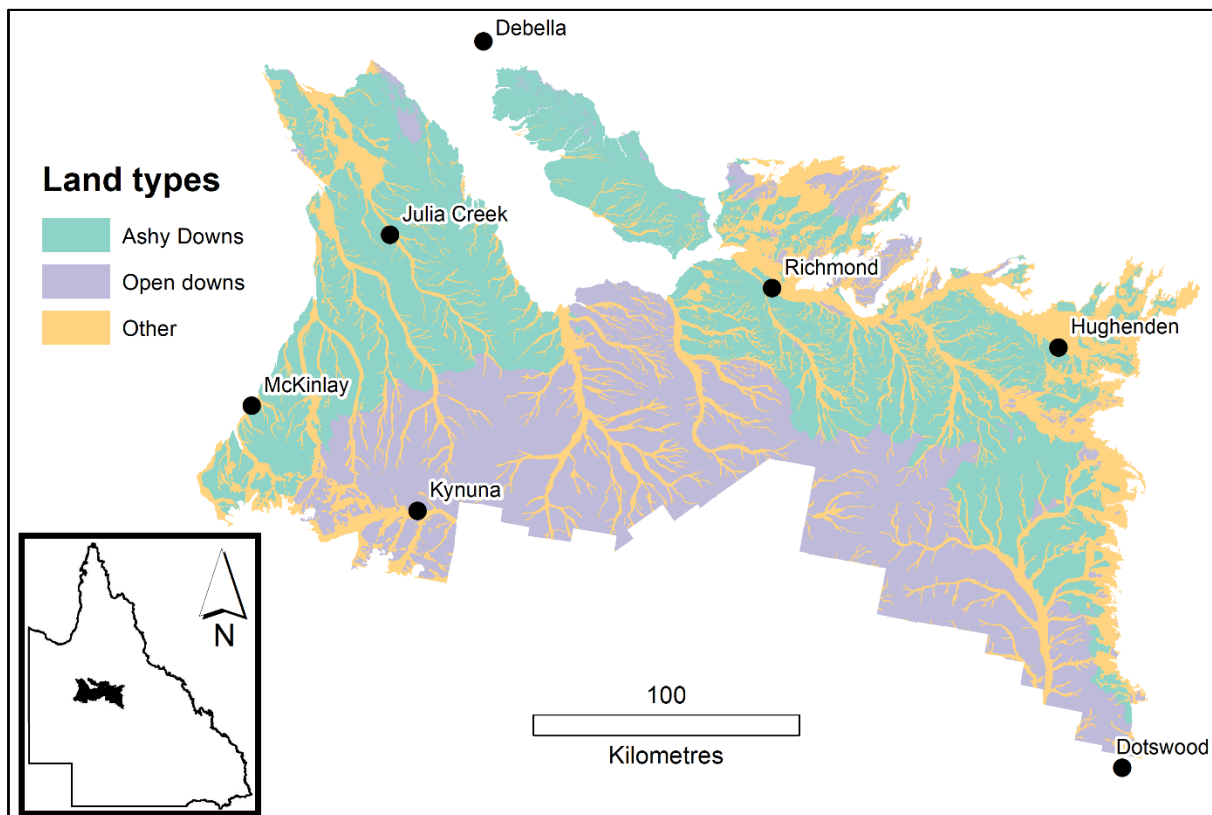 Debella
Land types
Ashy Downs
Open downs
Other
Julia Creek
Richmond
Hughenden
McKinlay
Kynuna
N
100
Kilometres
Dotswood